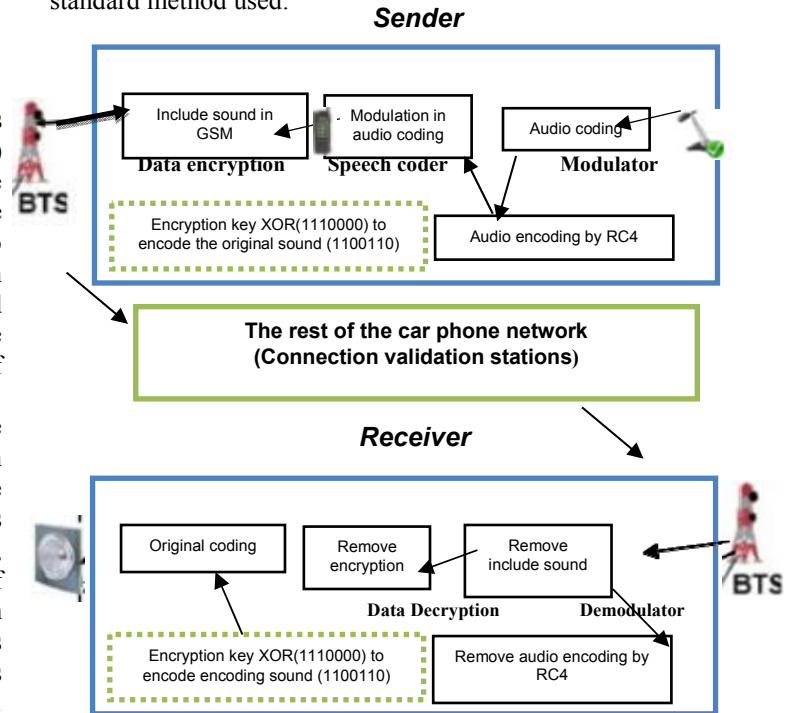 standard method used.
Sender
Include sound in
GSM
Modulation in
audio coding
Audio coding
Data encryption
Speech coder
Modulator
BTS
Encryption key XOR(1110000) to
encode the original sound (1100110)
Audio encoding by RC4
The rest of the car phone network
(Connection validation stations)
Receiver
Original coding
Remove
encryption
Remove
include sound
BTS
Data Decryption
Demodulator
Encryption key XOR(1110000) to
encode encoding sound (1100110)
Remove audio encoding by
RC4